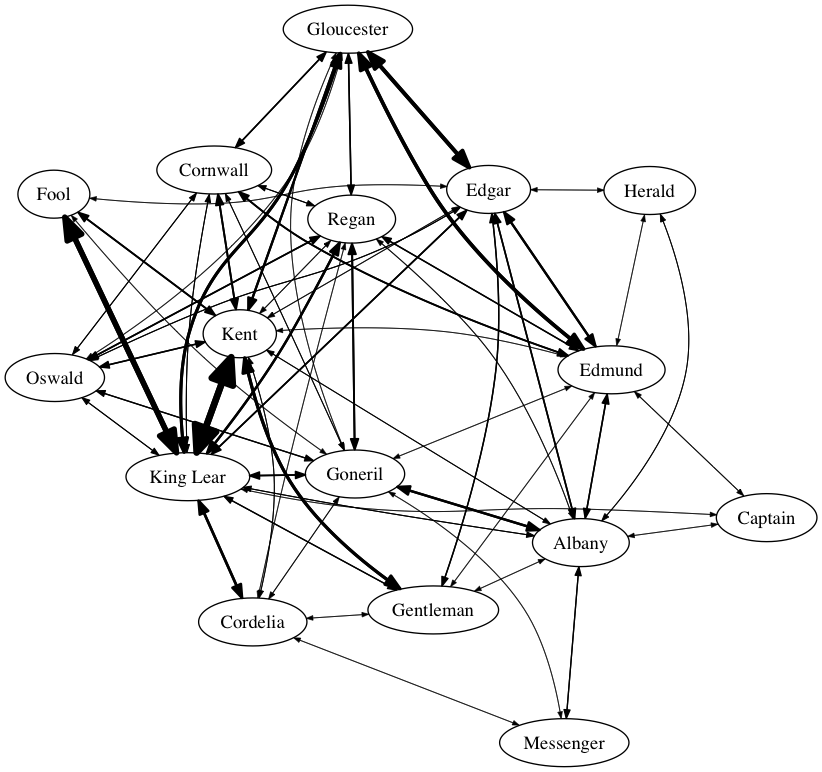 Gloucester
Cornwall
Fool
Edgar
Herald
Regan
Kent
Oswald
Edmund
King Lear
Goneril
Captain
Albany
Gentleman
Cordelia
Messenger